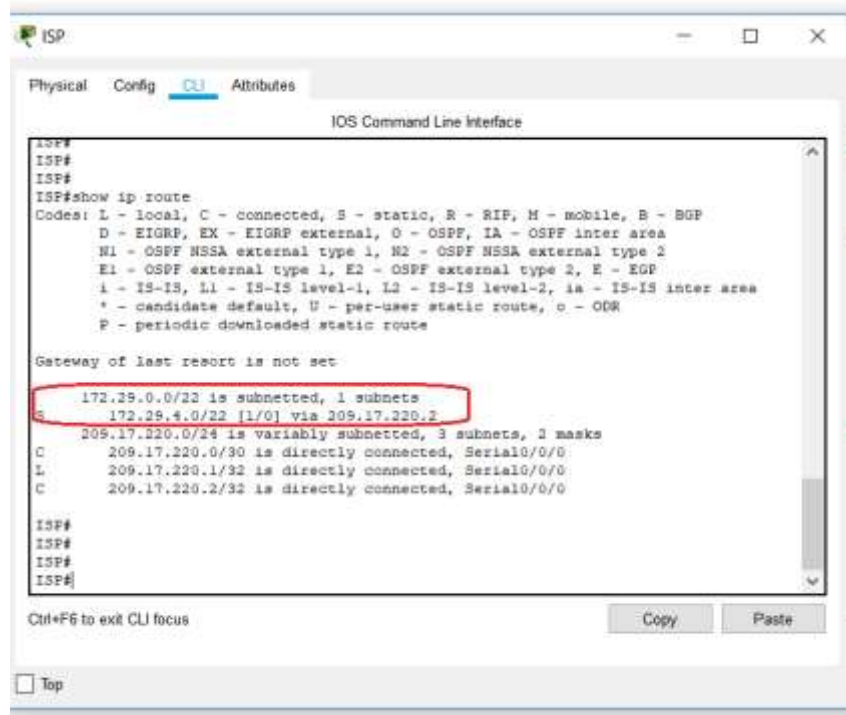 ISP
Physical Config CLI Attributes
IOS Command Line Interface
ISP#
ISP#
ISP#
ISP#show ip route
Codes: L - local, C - connected, S - static, R - RIP, M - mobile, B - BGP
D - EIGRP, EX - EIGRP external, O - OSPF, IA - OSPF inter area
N1 - OSPF NSSA external type 1, N2 - OSPF NSSA external type 2
E1 - OSPF external type 1, E2 - OSPF external type 2, E - EGP
i - IS-IS, L1 - IS-IS level-1, L2 - IS-IS level-2, ia - IS-IS inter area
* - candidate default, U - per-user static route, o - ODR
P - periodic downloaded static route
Gateway of last resort is not set
172.29.0.0/22 is subnetted, 1 subnets
S 172.29.4.0/22 [1/0] via 209.17.220.2
209.17.220.0/24 is variably subnetted, 3 subnets, 2 masks
C 209.17.220.0/30 is directly connected, Serial0/0/0
L 209.17.220.1/32 is directly connected, Serial0/0/0
C 209.17.220.2/32 is directly connected, Serial0/0/0
ISP#
ISP#
ISP#
ISP#
Ctrl+F6 to exit CLI focus
Copy Paste
Top